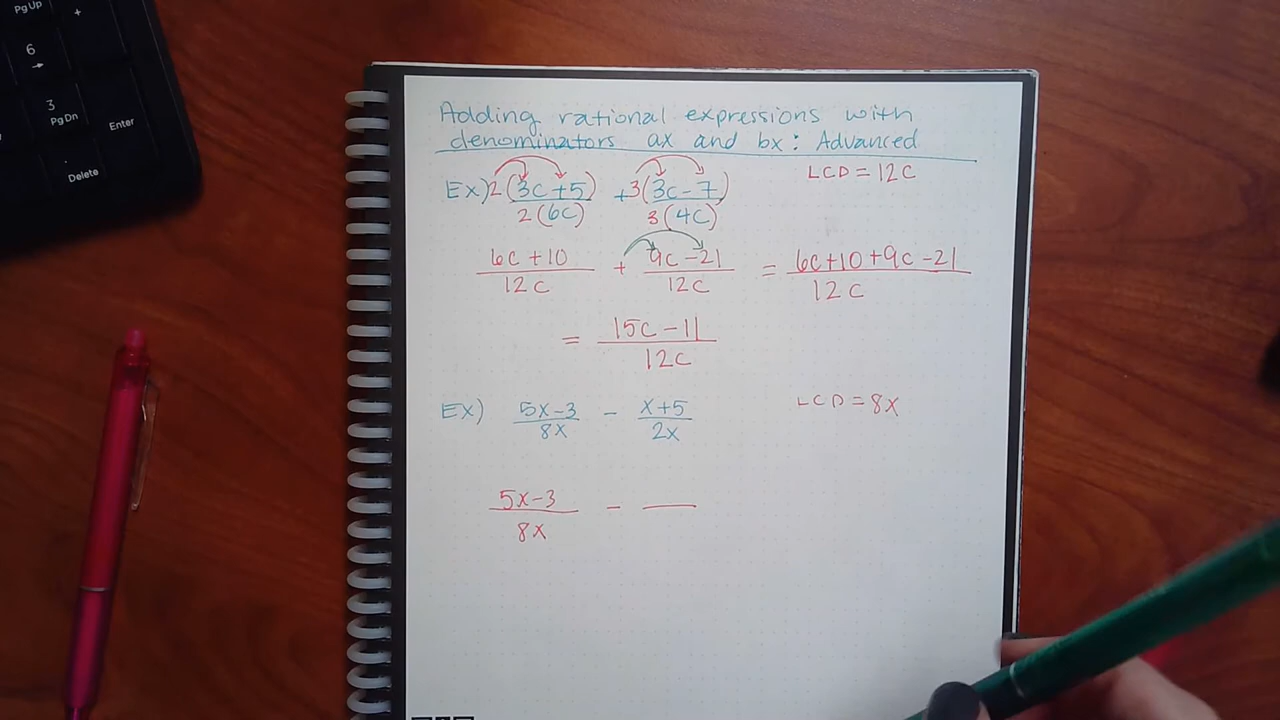 PgUp
+
6
3
PgDn
Enter
.
Delete
Adding rational expressions with
denominators ax and bx: Advanced
LCD = 12c
Ex) 2(3c+5) + 3(3c-7)
2(6c) 3(4c)
6c+10 + 9c-21 = 6c+10+9c-21
12c 12c 12c
= 15c-11
12c
Ex) 5x-3 - x+5 LCD = 8x
8x 2x
5x-3 -
8x